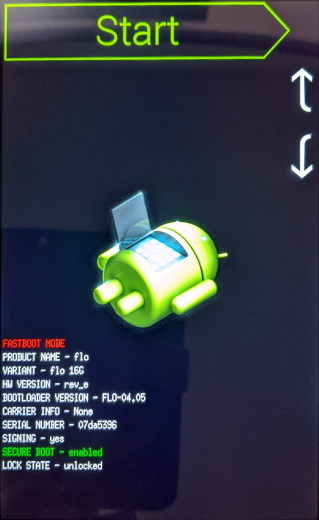 Start
FASTBOOT MODE
PRODUCT NAME - flo
VARIANT - flo 16G
HW VERSION - rev_e
BOOTLOADER VERSION - FLO-04.05
CARRIER INFO - None
SERIAL NUMBER - 07da5396
SIGNING - yes
SECURE BOOT - enabled
LOCK STATE - unlocked